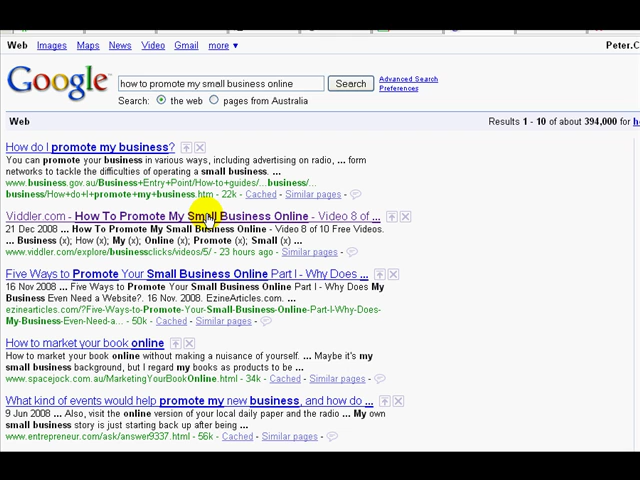 Web Images Maps News Video Gmail more ▼ Peter.C
Google how to promote my small business online Search Advanced Search
Preferences
Search: the web pages from Australia
Web Results 1 - 10 of about 394,000 for
How do I promote my business?
You can promote your business in various ways, including advertising on radio, ... form
networks to tackle the difficulties of operating a small business. ...
www.business.gov.au/Business+Entry+Point/How-to+guides/...business/...
business/How+do+I+promote+my+business.htm - 22k - Cached - Similar pages -
Viddler.com - How To Promote My Small Business Online - Video 8 of ...
21 Dec 2008 ... How To Promote My Small Business Online - Video 8 of 10 Free Videos.
... Business (x); How (x); My (x); Online (x); Promote (x); Small (x) ...
www.viddler.com/explore/businessclicks/videos/5/ - 23 hours ago - Similar pages -
Five Ways to Promote Your Small Business Online Part I - Why Does ...
16 Nov 2008 ... Five Ways to Promote Your Small Business Online Part I - Why Does My
Business Even Need a Website?. 16 Nov. 2008. EzineArticles.com. ...
ezinearticles.com/?Five-Ways-to-Promote-Your-Small-Business-Online-Part-I-Why-Does-
My-Business-Even-Need-a... - 50k - Cached - Similar pages -
How to market your book online
How to market your book online without making a nuisance of yourself. ... Maybe it's my
small business background, but I regard my books as products to be ...
www.spacejock.com.au/MarketingYourBookOnline.html - 34k - Cached - Similar pages -
What kind of events would help promote my new business, and how do ...
9 Jun 2008 ... Also, visit the online version of your local daily paper and the radio ... My own
small business story is just starting back up after being ...
www.entrepreneur.com/ask/answer9337.html - 56k - Cached - Similar pages -